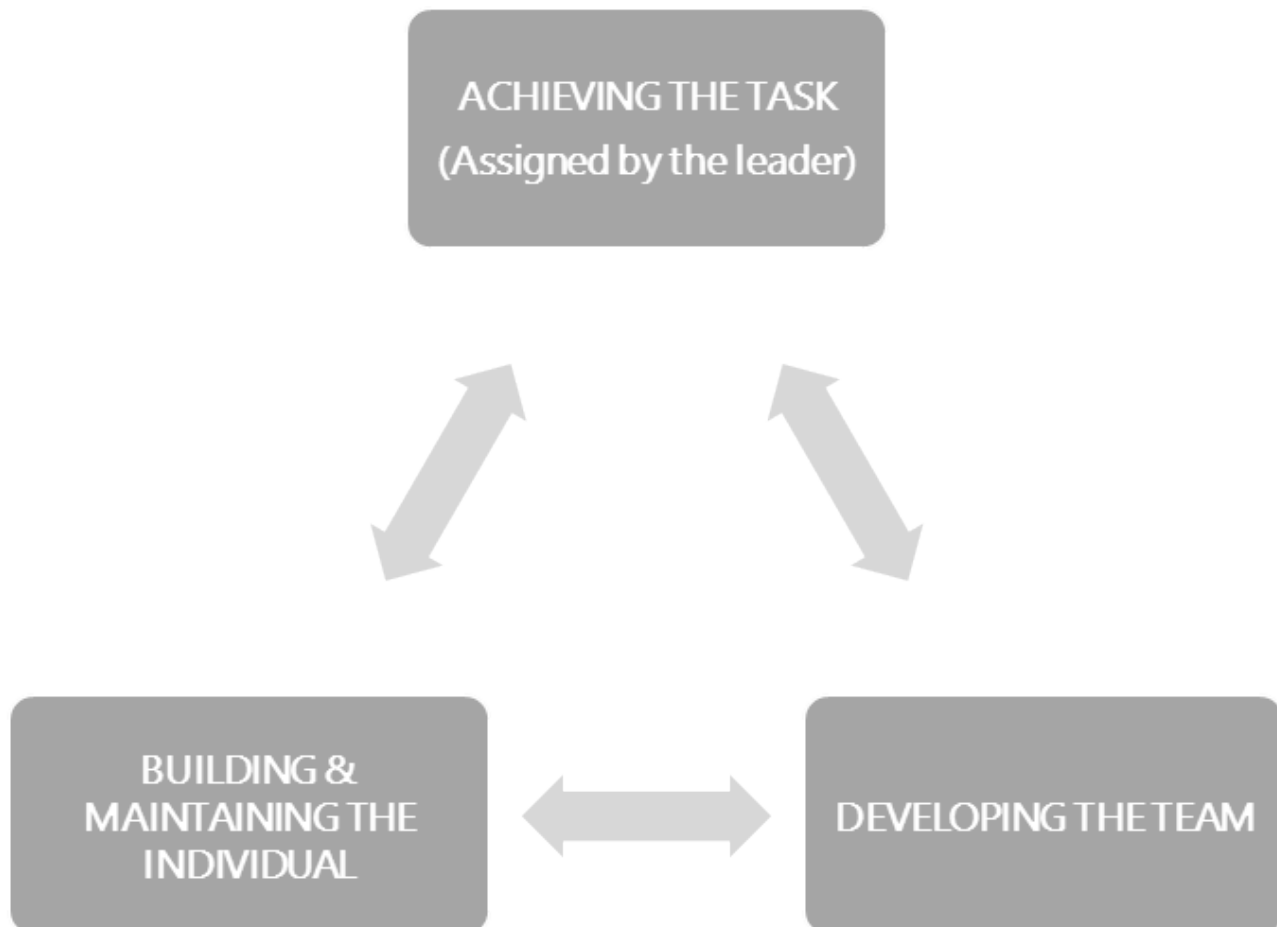 ACHIEVING THE TASK
(Assigned by the leader)
BUILDING &
MAINTAINING THE
INDIVIDUAL
DEVELOPING THE TEAM